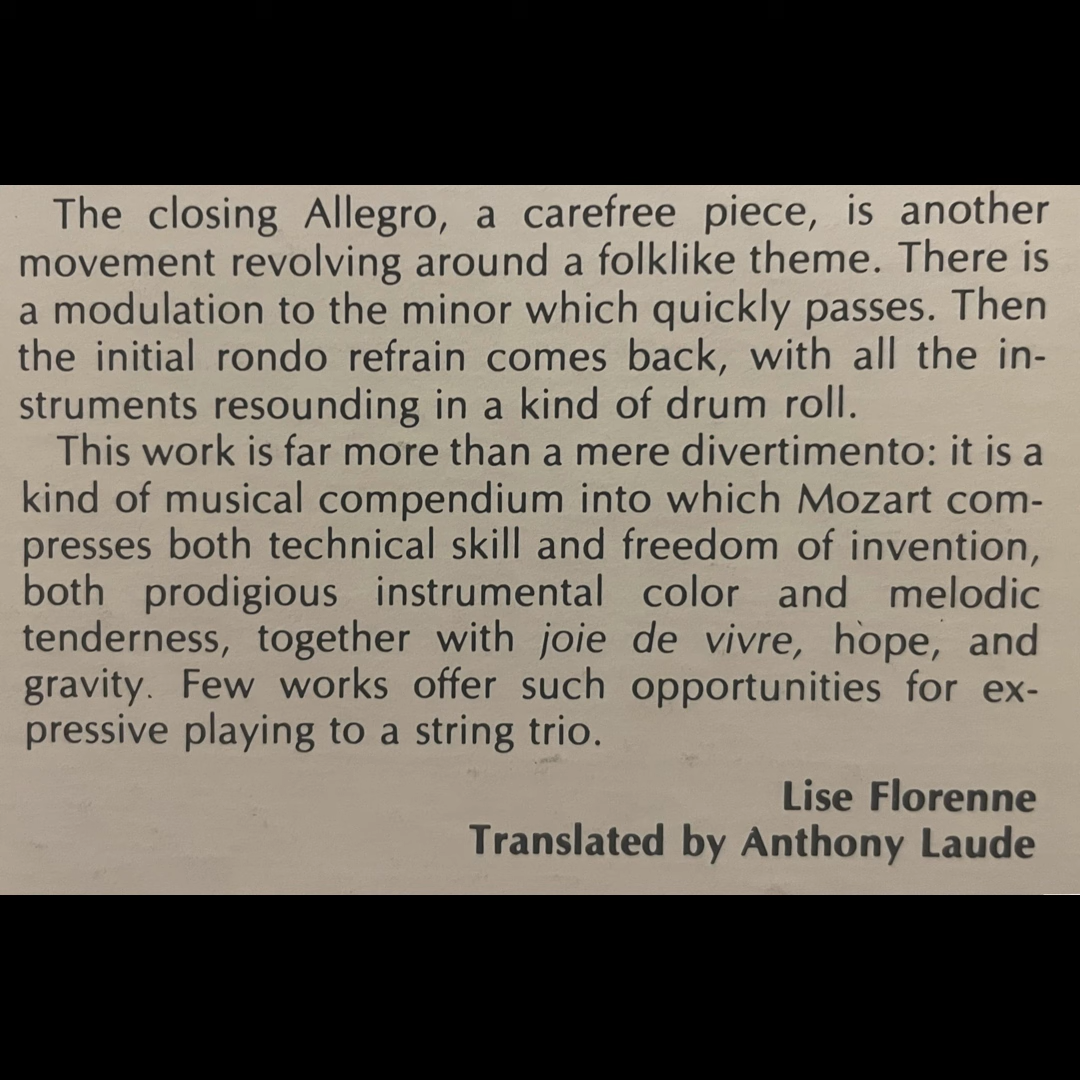 The closing Allegro, a carefree piece, is another
movement revolving around a folklike theme. There is
a modulation to the minor which quickly passes. Then
the initial rondo refrain comes back, with all the in-
struments resounding in a kind of drum roll.
This work is far more than a mere divertimento: it is a
kind of musical compendium into which Mozart com-
presses both technical skill and freedom of invention,
both prodigious instrumental color and melodic
tenderness, together with joie de vivre, hope, and
gravity. Few works offer such opportunities for ex-
pressive playing to a string trio.
Lise Florenne
Translated by Anthony Laude